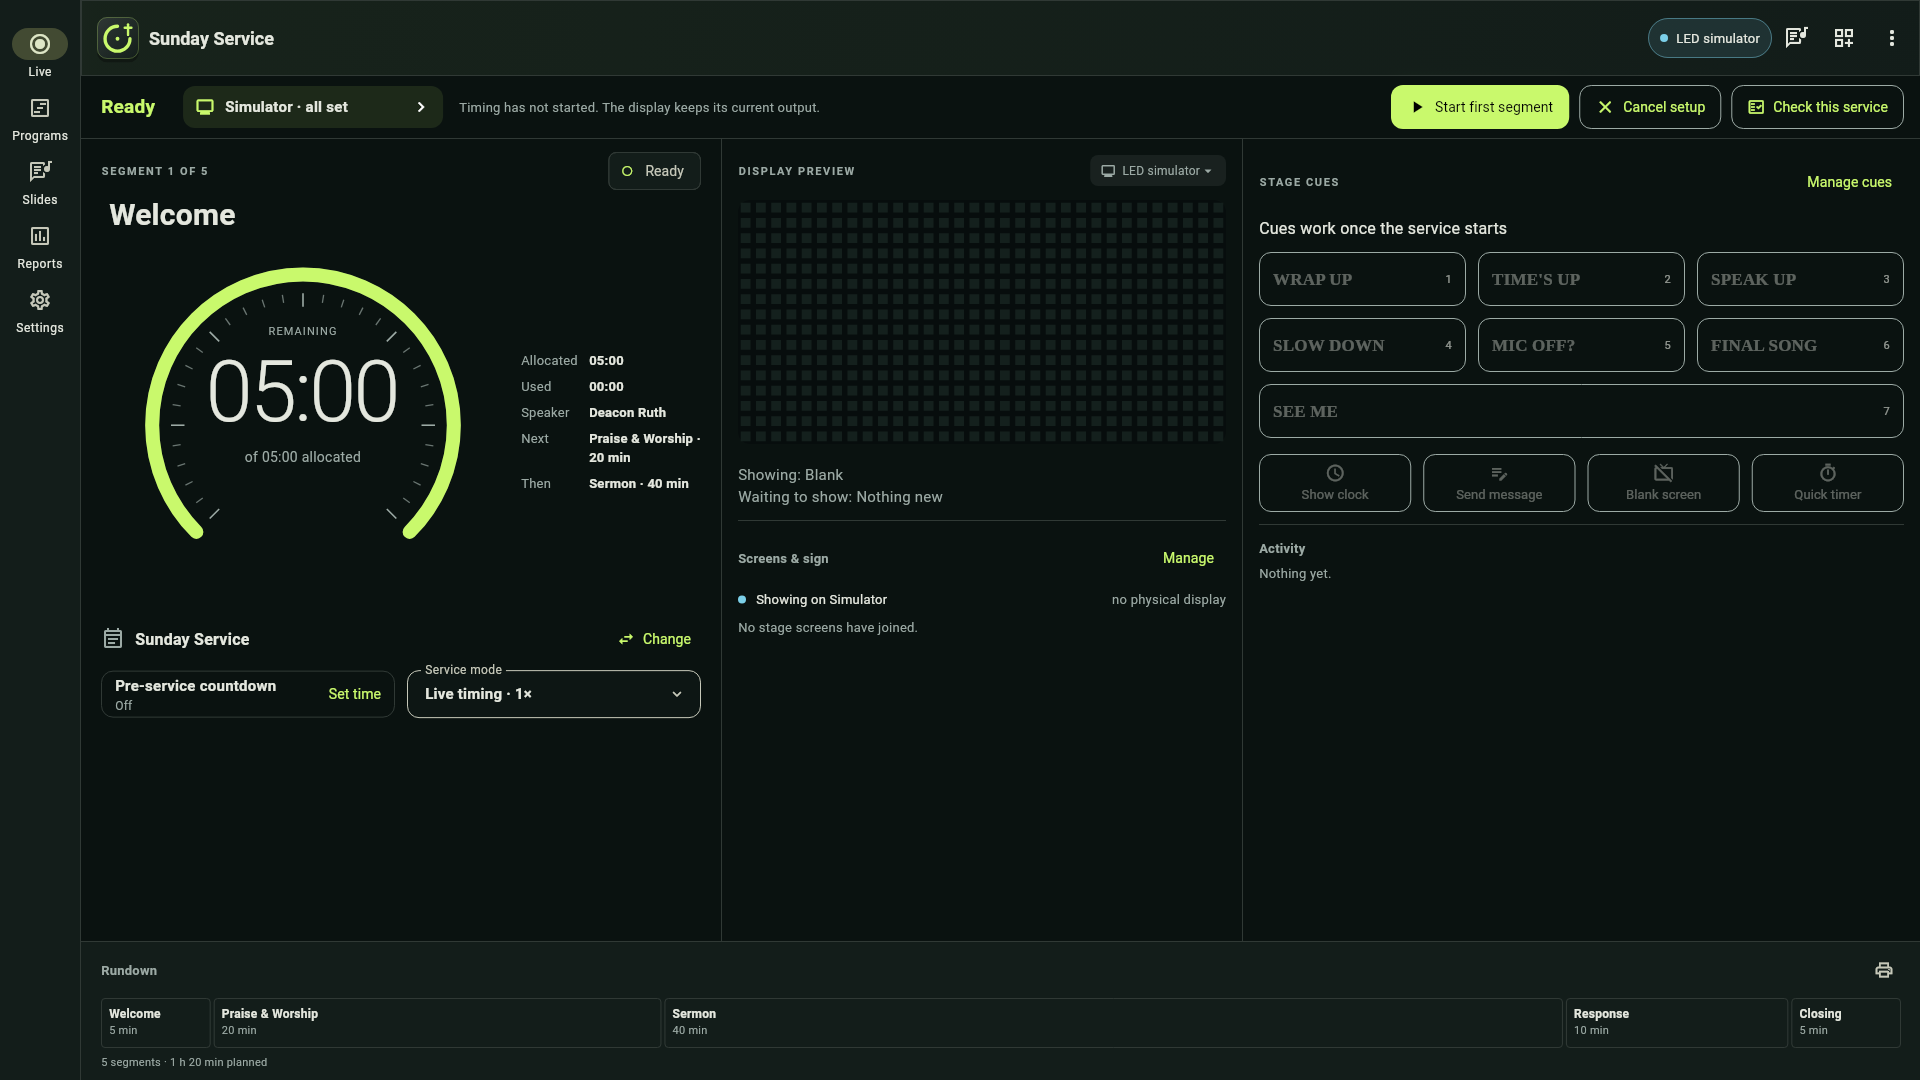 Live
Programs
Slides
Reports
Settings
Sunday Service
LED simulator
Ready
Simulator · all set
Timing has not started. The display keeps its current output.
Start first segment
Cancel setup
Check this service
SEGMENT 1 OF 5
Ready
Welcome
REMAINING
05:00
of 05:00 allocated
Allocated 05:00
Used 00:00
Speaker Deacon Ruth
Next Praise & Worship ·
20 min
Then Sermon · 40 min
Sunday Service
Change
Pre-service countdown
Off
Set time
Service mode
Live timing · 1×
DISPLAY PREVIEW
LED simulator
Showing: Blank
Waiting to show: Nothing new
Screens & sign
Manage
Showing on Simulator
no physical display
No stage screens have joined.
STAGE CUES
Manage cues
Cues work once the service starts
WRAP UP 1
TIME'S UP 2
SPEAK UP 3
SLOW DOWN 4
MIC OFF? 5
FINAL SONG 6
SEE ME 7
Show clock
Send message
Blank screen
Quick timer
Activity
Nothing yet.
Rundown
Welcome
5 min
Praise & Worship
20 min
Sermon
40 min
Response
10 min
Closing
5 min
5 segments · 1 h 20 min planned